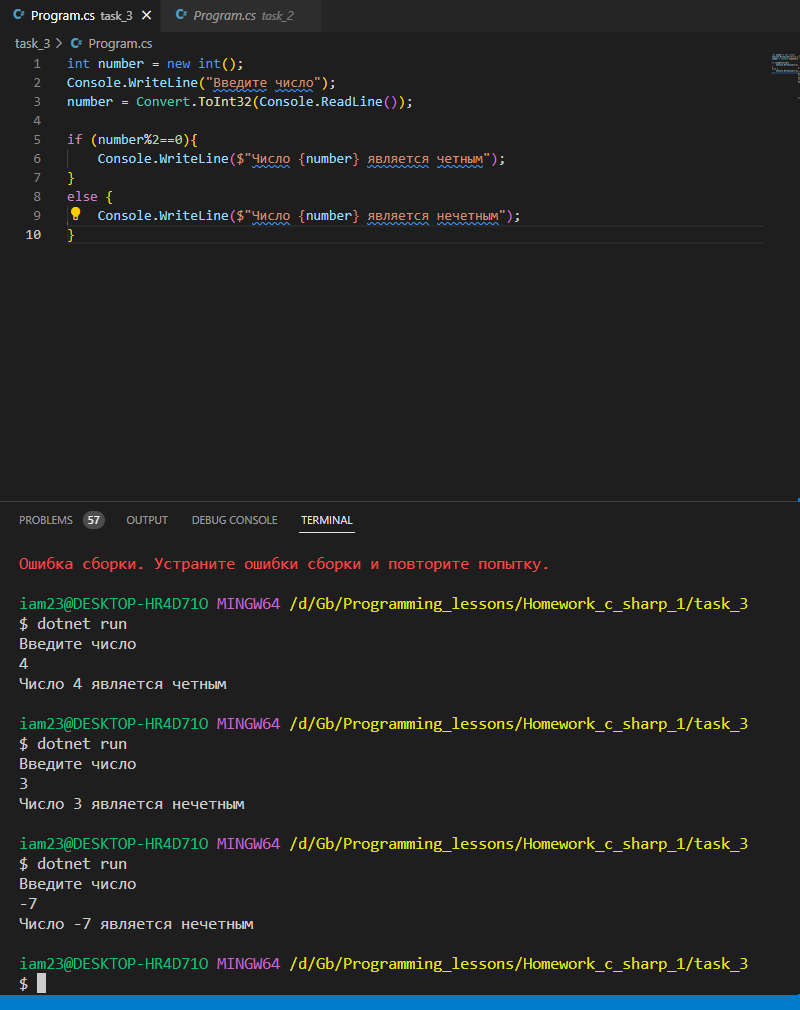 Program.cs task_3 Program.cs task_2
task_3 > Program.cs
1 int number = new int();
2 Console.WriteLine("Введите число");
3 number = Convert.ToInt32(Console.ReadLine());
4
5 if (number%2==0){
6     Console.WriteLine($"Число {number} является четным");
7 }
8 else {
9     Console.WriteLine($"Число {number} является нечетным");
10 }
PROBLEMS 57 OUTPUT DEBUG CONSOLE TERMINAL
Ошибка сборки. Устраните ошибки сборки и повторите попытку.
iam23@DESKTOP-HR4D71O MINGW64 /d/Gb/Programming_lessons/Homework_c_sharp_1/task_3
$ dotnet run
Введите число
4
Число 4 является четным
iam23@DESKTOP-HR4D71O MINGW64 /d/Gb/Programming_lessons/Homework_c_sharp_1/task_3
$ dotnet run
Введите число
3
Число 3 является нечетным
iam23@DESKTOP-HR4D71O MINGW64 /d/Gb/Programming_lessons/Homework_c_sharp_1/task_3
$ dotnet run
Введите число
-7
Число -7 является нечетным
iam23@DESKTOP-HR4D71O MINGW64 /d/Gb/Programming_lessons/Homework_c_sharp_1/task_3
$